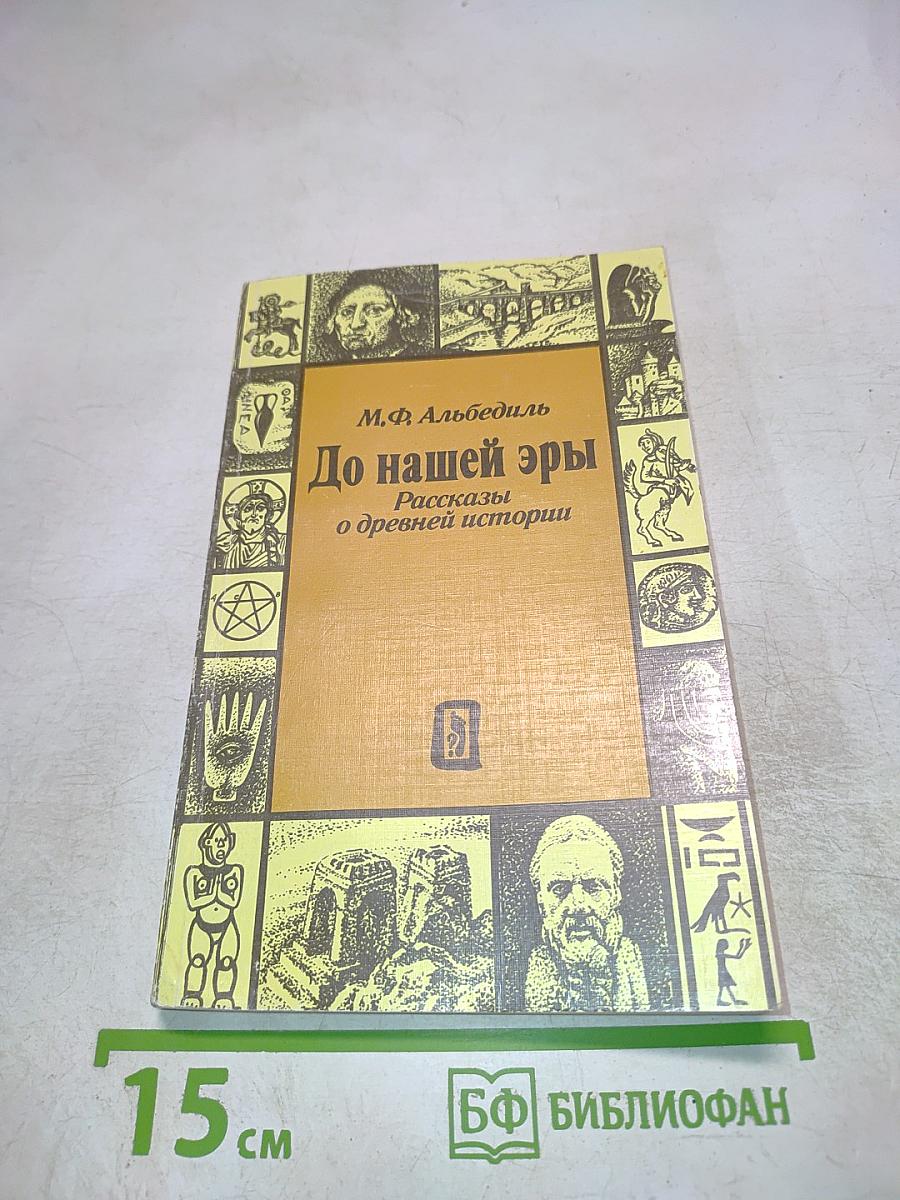 М.Ф. Альбедиль
До нашей эры
Рассказы
о древней истории
?
15 см
БФ БИБЛИОФАН